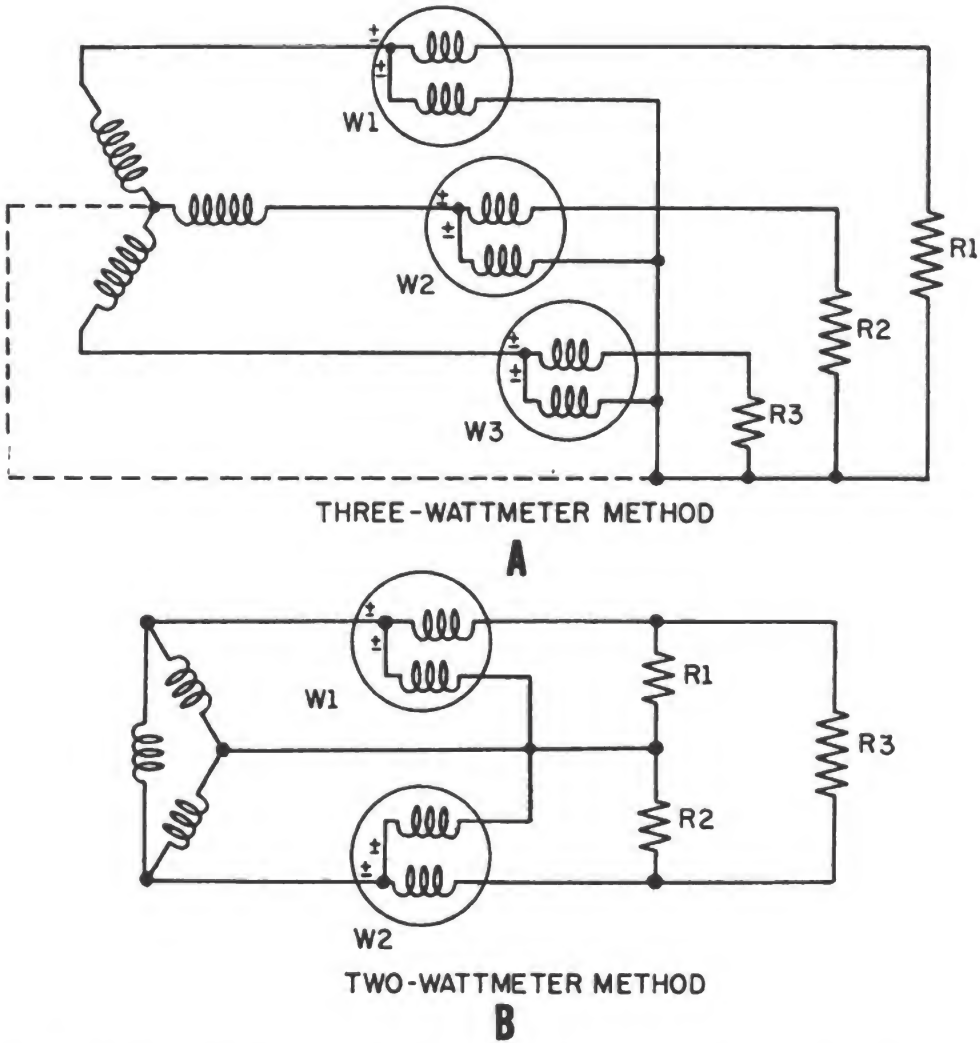 ±
±
W1
R1
±
±
W2
R2
±
±
W3
R3
THREE-WATTMETER METHOD
A
±
±
W1
R1
R3
R2
±
±
W2
TWO-WATTMETER METHOD
B